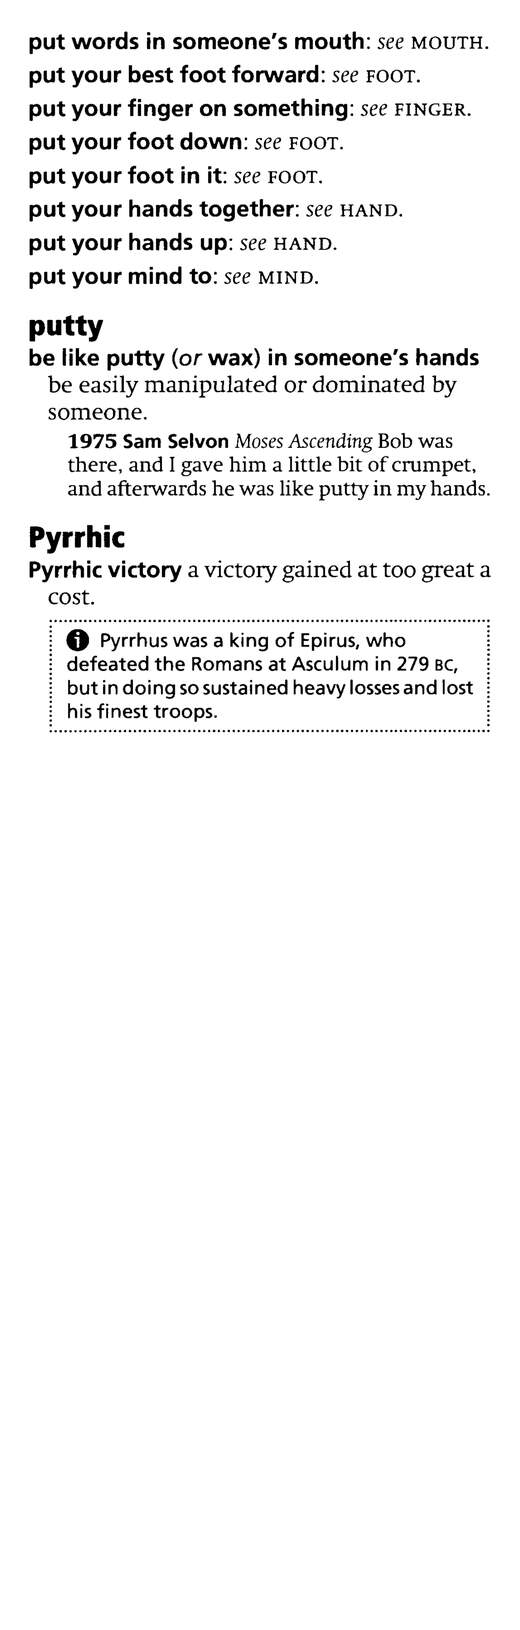 put words in someone's mouth: see MOUTH.
put your best foot forward: see FOOT.
put your finger on something: see FINGER.
put your foot down: see FOOT.
put your foot in it: see FOOT.
put your hands together: see HAND.
put your hands up: see HAND.
put your mind to: see MIND.
putty
be like putty (or wax) in someone's hands
be easily manipulated or dominated by
someone.
1975 Sam Selvon Moses Ascending Bob was
there, and I gave him a little bit of crumpet,
and afterwards he was like putty in my hands.
Pyrrhic
Pyrrhic victory a victory gained at too great a
cost.
i Pyrrhus was a king of Epirus, who
defeated the Romans at Asculum in 279 BC,
but in doing so sustained heavy losses and lost
his finest troops.